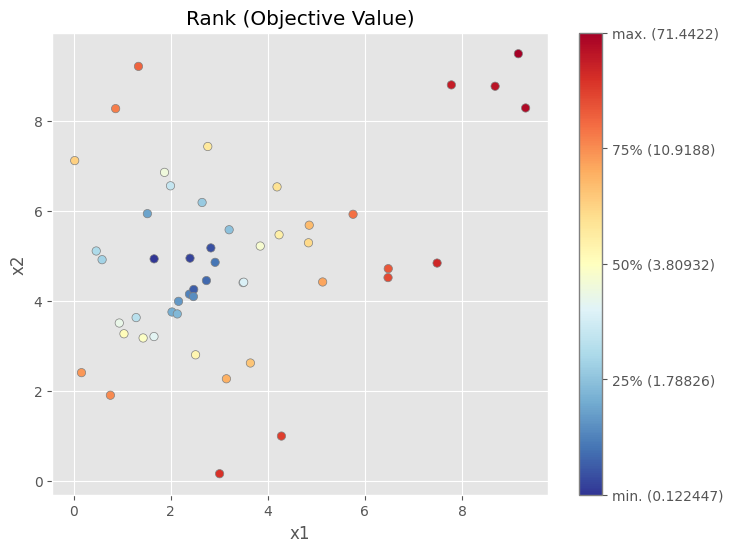 Rank (Objective Value)
max. (71.4422)
8
75% (10.9188)
6
x2
50% (3.80932)
4
25% (1.78826)
2
0
min. (0.122447)
0 2 4 6 8
x1